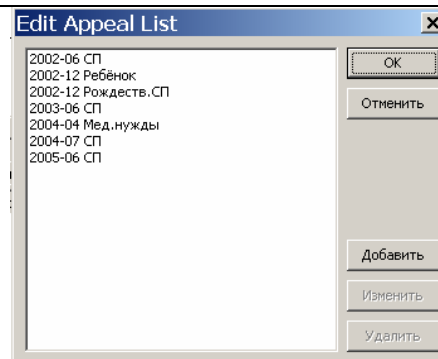 Edit Appeal List
2002-06 СП
2002-12 Ребёнок
2002-12 Рождеств.СП
2003-06 СП
2004-04 Мед.нужды
2004-07 СП
2005-06 СП
OK
Отменить
Добавить
Изменить
Удалить